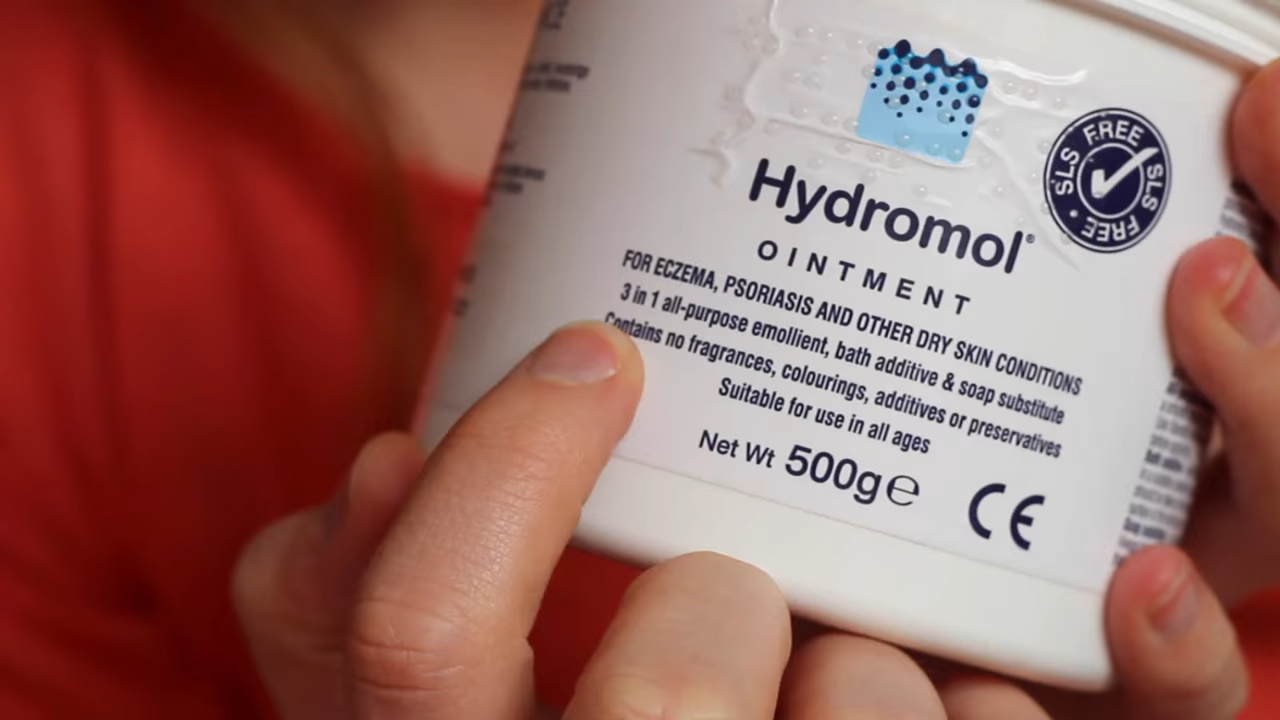 Hydromol®
OINTMENT
FOR ECZEMA, PSORIASIS AND OTHER DRY SKIN CONDITIONS
3 in 1 all-purpose emollient, bath additive & soap substitute
Contains no fragrances, colourings, additives or preservatives
Suitable for use in all ages
Net Wt 500g℮
CE
SLS FREE
SLS FREE